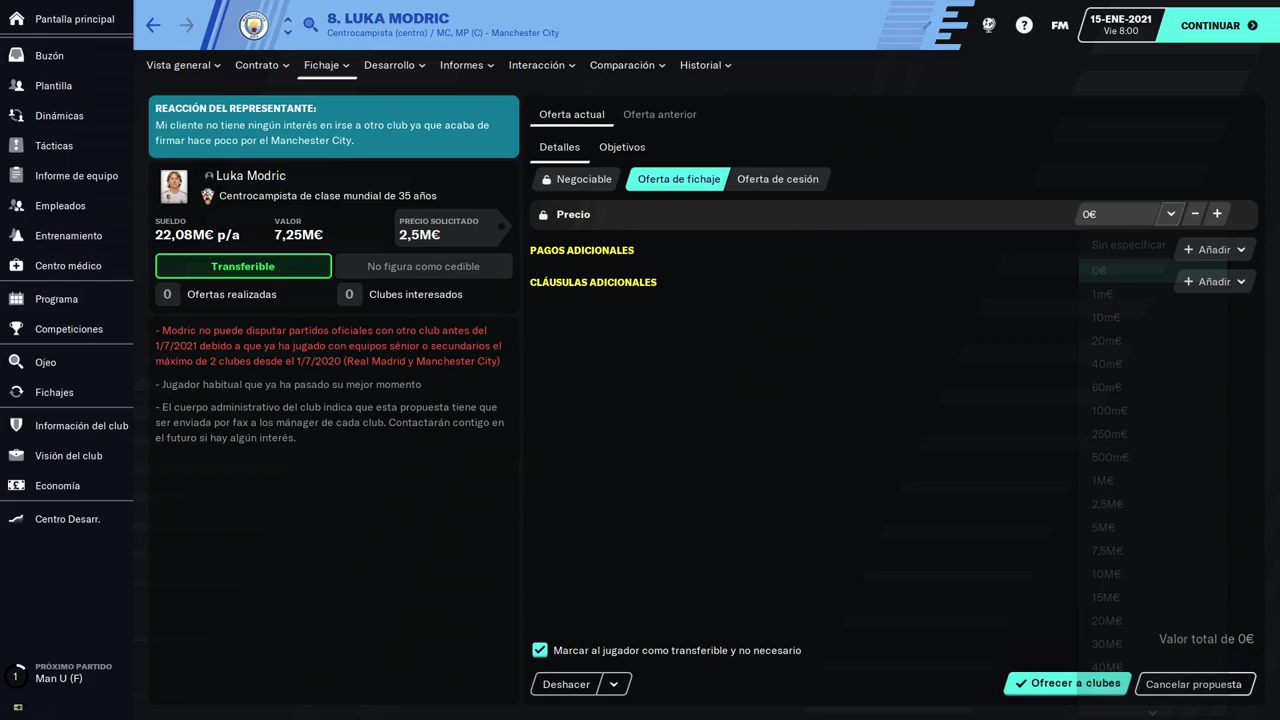 Pantalla principal
Buzón
Plantilla
Dinámicas
Tácticas
Informe de equipo
Empleados
Entrenamiento
Centro médico
Programa
Competiciones
Ojeo
Fichajes
Información del club
Visión del club
Economía
Centro Desarr.
1
PRÓXIMO PARTIDO
Man U (F)
8. LUKA MODRIC
Centrocampista (centro) / MC, MP (C) - Manchester City
FM
15-ENE-2021
Vie 8:00
CONTINUAR
Vista general
Contrato
Fichaje
Desarrollo
Informes
Interacción
Comparación
Historial
REACCIÓN DEL REPRESENTANTE:
Mi cliente no tiene ningún interés en irse a otro club ya que acaba de
firmar hace poco por el Manchester City.
Luka Modric
Centrocampista de clase mundial de 35 años
SUELDO
22,08M€ p/a
VALOR
7,25M€
PRECIO SOLICITADO
2,5M€
Transferible
No figura como cedible
0 Ofertas realizadas
0 Clubes interesados
- Modric no puede disputar partidos oficiales con otro club antes del
1/7/2021 debido a que ya ha jugado con equipos sénior o secundarios el
máximo de 2 clubes desde el 1/7/2020 (Real Madrid y Manchester City)
- Jugador habitual que ya ha pasado su mejor momento
- El cuerpo administrativo del club indica que esta propuesta tiene que
ser enviada por fax a los mánager de cada club. Contactarán contigo en
el futuro si hay algún interés.
Oferta actual
Oferta anterior
Detalles
Objetivos
Negociable
Oferta de fichaje
Oferta de cesión
Precio
0€
- +
PAGOS ADICIONALES
+ Añadir
CLÁUSULAS ADICIONALES
+ Añadir
Sin especificar
0€
1m€
10m€
20m€
40m€
60m€
100m€
250m€
500m€
1M€
2,5M€
5M€
7,5M€
10M€
15M€
20M€
30M€
40M€
Valor total de 0€
Marcar al jugador como transferible y no necesario
Deshacer
Ofrecer a clubes
Cancelar propuesta